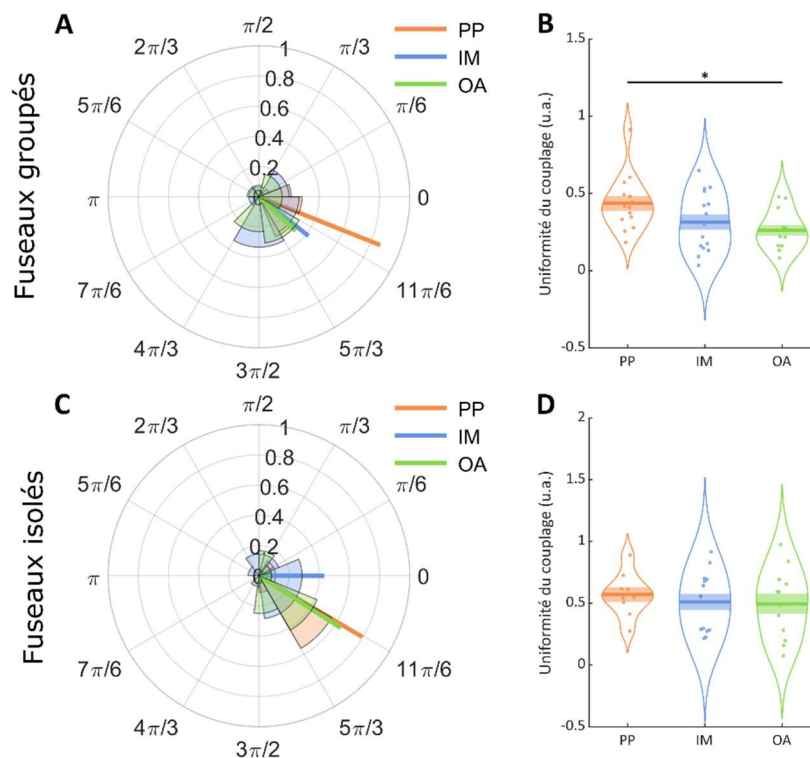 A
π/2
2π/3
π/3
5π/6
π/6
π
0
7π/6
11π/6
4π/3
5π/3
3π/2
1
0.8
0.6
0.4
0.2
0
PP
IM
OA
Fuseaux groupés
B
1.5
1
0.5
0
-0.5
Uniformité du couplage (u.a.)
*
PP IM OA
C
π/2
2π/3
π/3
5π/6
π/6
π
0
7π/6
11π/6
4π/3
5π/3
3π/2
1
0.8
0.6
0.4
0.2
0
PP
IM
OA
Fuseaux isolés
D
2
1.5
1
0.5
0
-0.5
Uniformité du couplage (u.a.)
PP IM OA